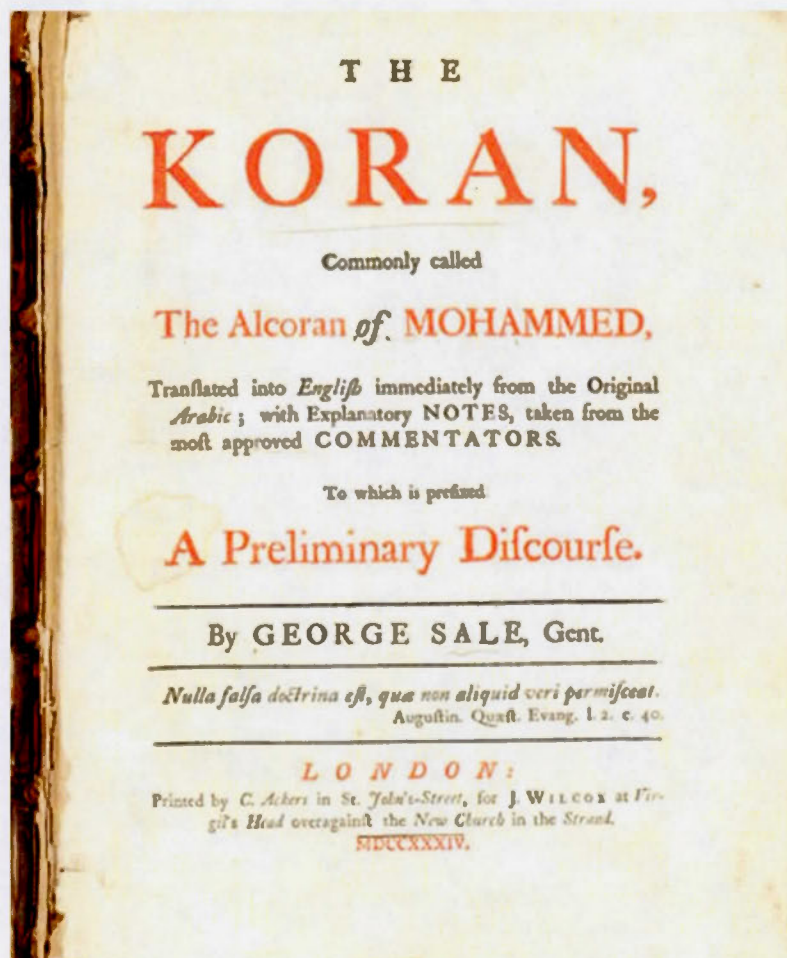 THE
KORAN,
Commonly called
The Alcoran of MOHAMMED,
Tranſlated into Engliſh immediately from the Original
Arabic; with Explanatory NOTES, taken from the
moſt approved COMMENTATORS.
To which is prefixed
A Preliminary Diſcourſe.
By GEORGE SALE, Gent.
Nulla falſa doctrina eſt, quæ non aliquid veri permiſceat.
Auguſtin. Quæſt. Evang. l. 2. c. 40.
LONDON:
Printed by C. Ackers in St. John's-Street, for J. WILCOX at Vir-
gil's Head overagainſt the New Church in the Strand.
MDCCXXXIV.